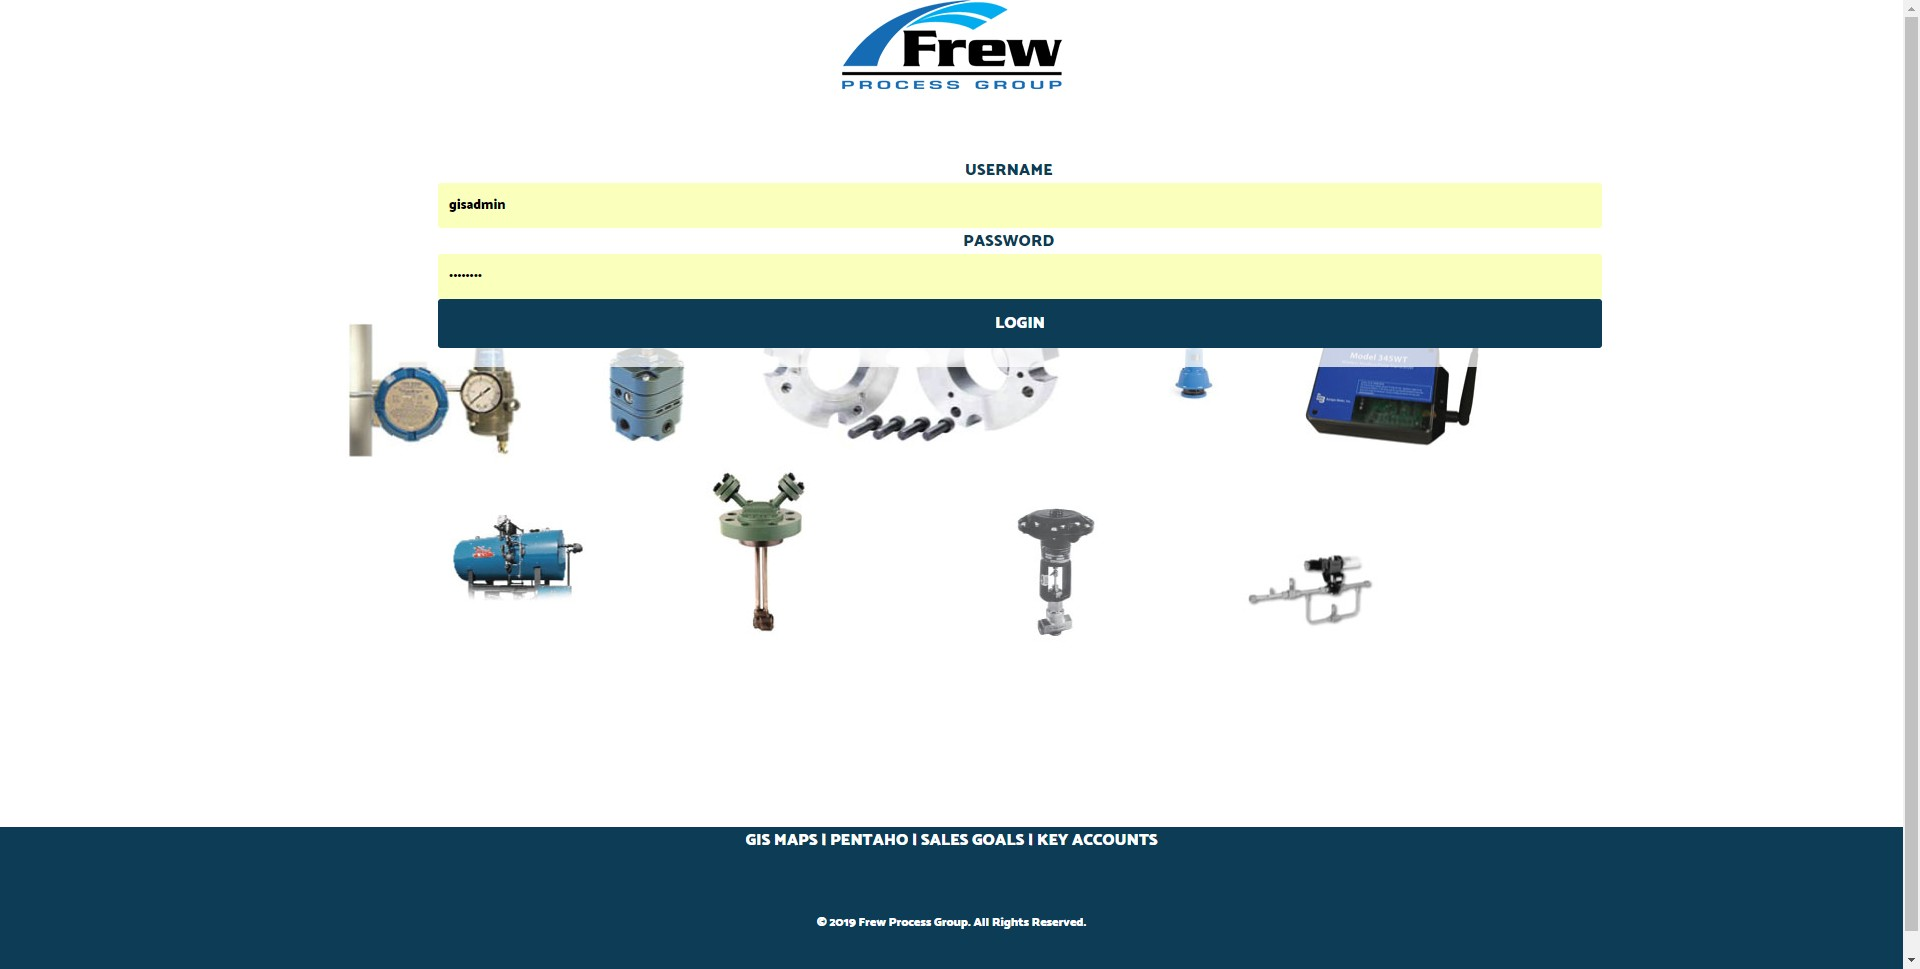 Frew
PROCESS GROUP
USERNAME
gisadmin
PASSWORD
••••••••
LOGIN
Model 345WT
GIS MAPS | PENTAHO | SALES GOALS | KEY ACCOUNTS
© 2019 Frew Process Group. All Rights Reserved.